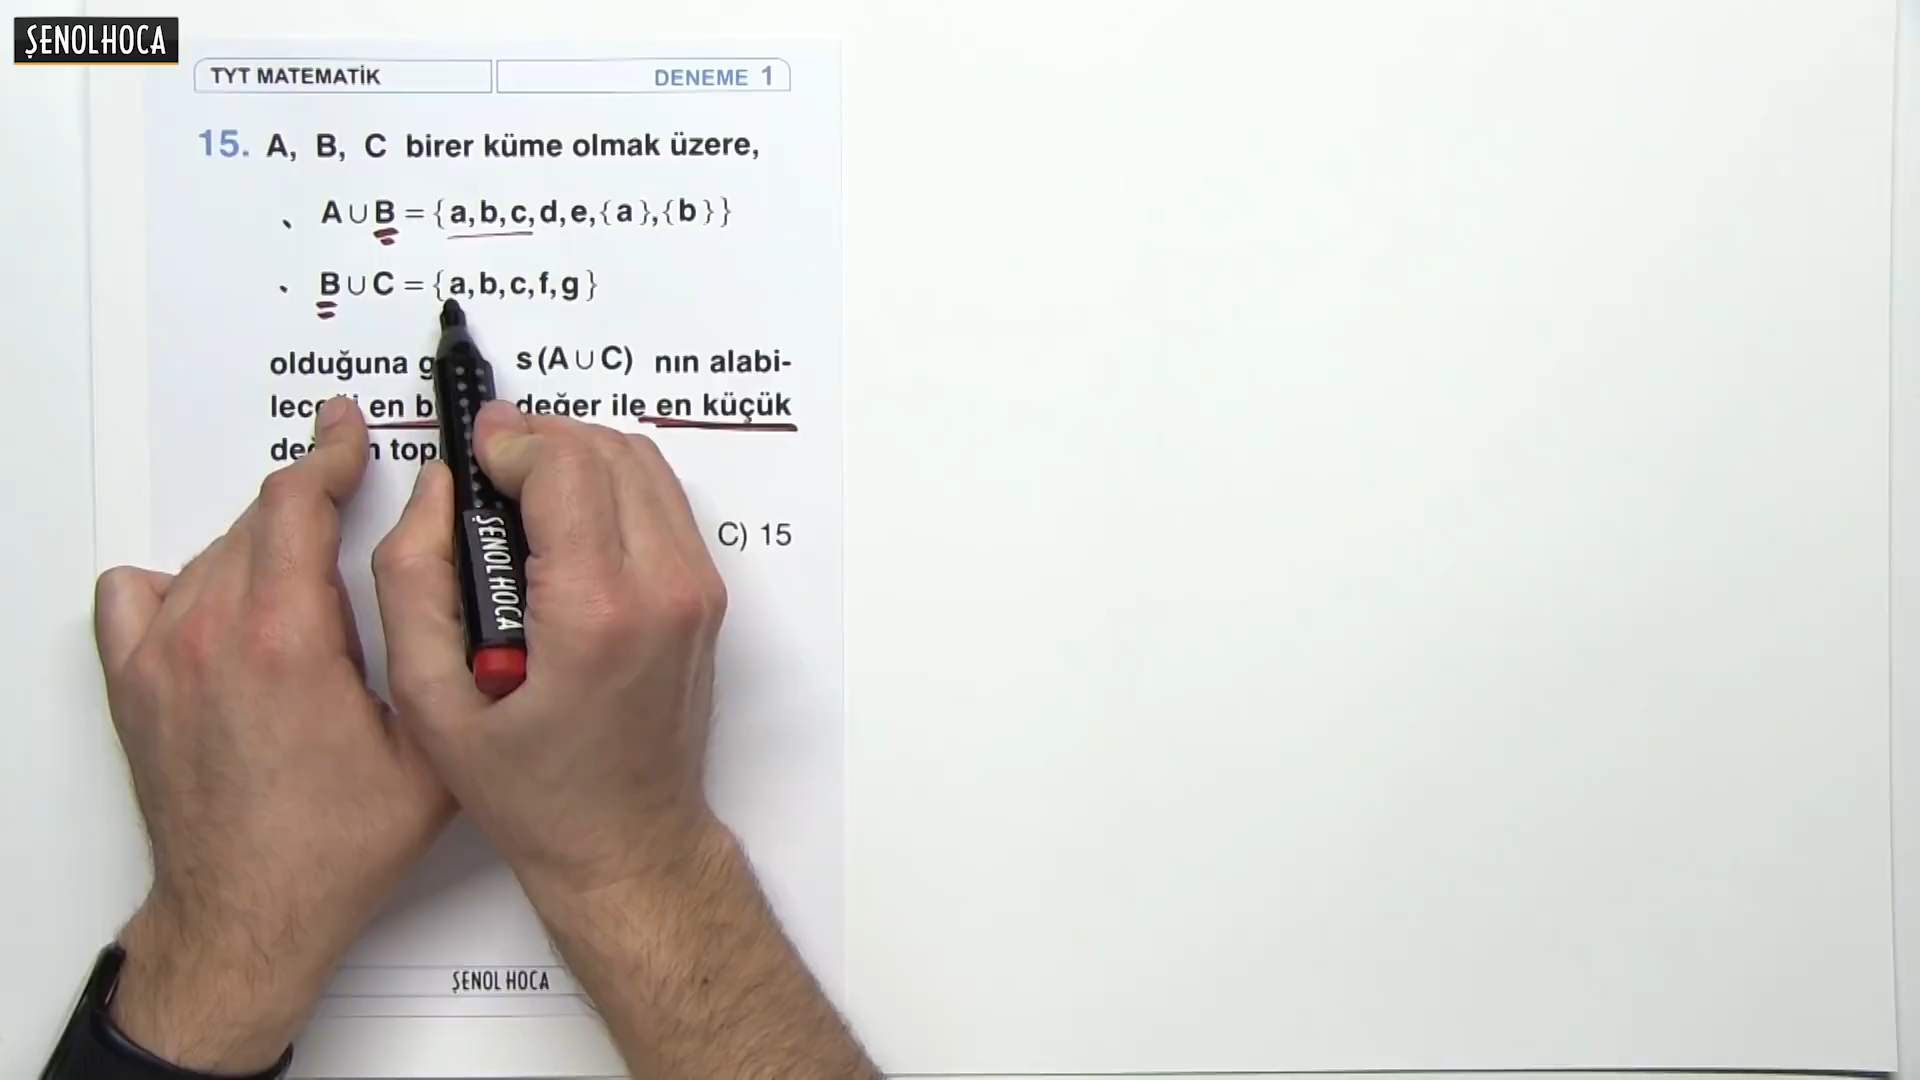 ŞENOLHOCA
TYT MATEMATİK
DENEME 1
15. A, B, C birer küme olmak üzere,
A∪B = {a,b,c,d,e,{a},{b}}
B∪C = {a,b,c,f,g}
olduğuna s(A∪C) nın alabi-
en değer ile en küçük
C) 15
ŞENOL HOCA
ŞENOL HOCA